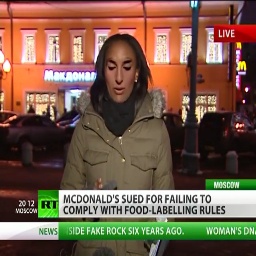 LIVE
Макдоналдс
MOSCOW
20 12
MOSCOW
RT
MCDONALD'S SUED FOR FAILING TO
COMPLY WITH FOOD-LABELLING RULES
SIDE FAKE ROCK SIX YEARS AGO. WOMAN'S DNA